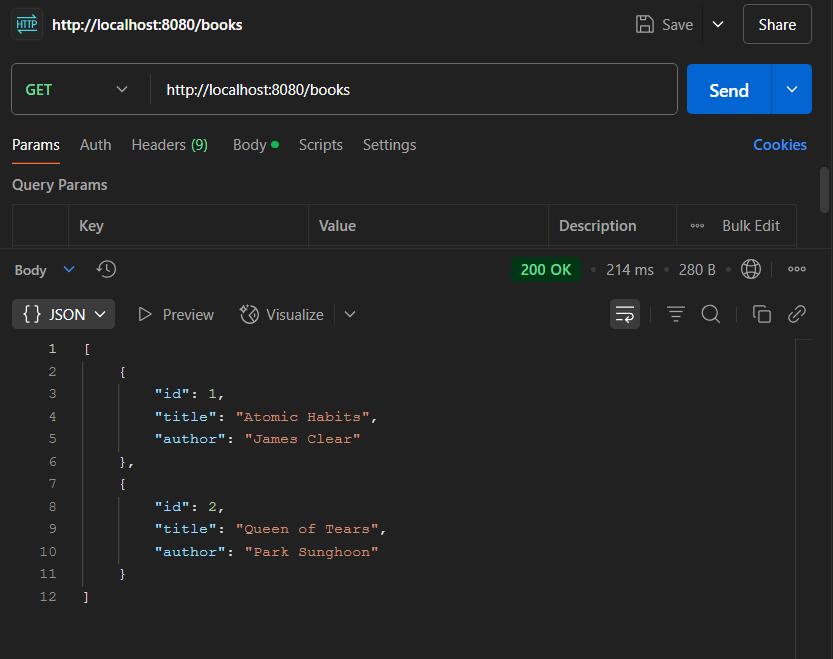 HTTP http://localhost:8080/books Save Share
GET http://localhost:8080/books Send
Params Auth Headers (9) Body Scripts Settings Cookies
Query Params
Key Value Description Bulk Edit
Body 200 OK • 214 ms • 280 B •
{} JSON Preview Visualize
1 [
2 {
3 "id": 1,
4 "title": "Atomic Habits",
5 "author": "James Clear"
6 },
7 {
8 "id": 2,
9 "title": "Queen of Tears",
10 "author": "Park Sunghoon"
11 }
12 ]